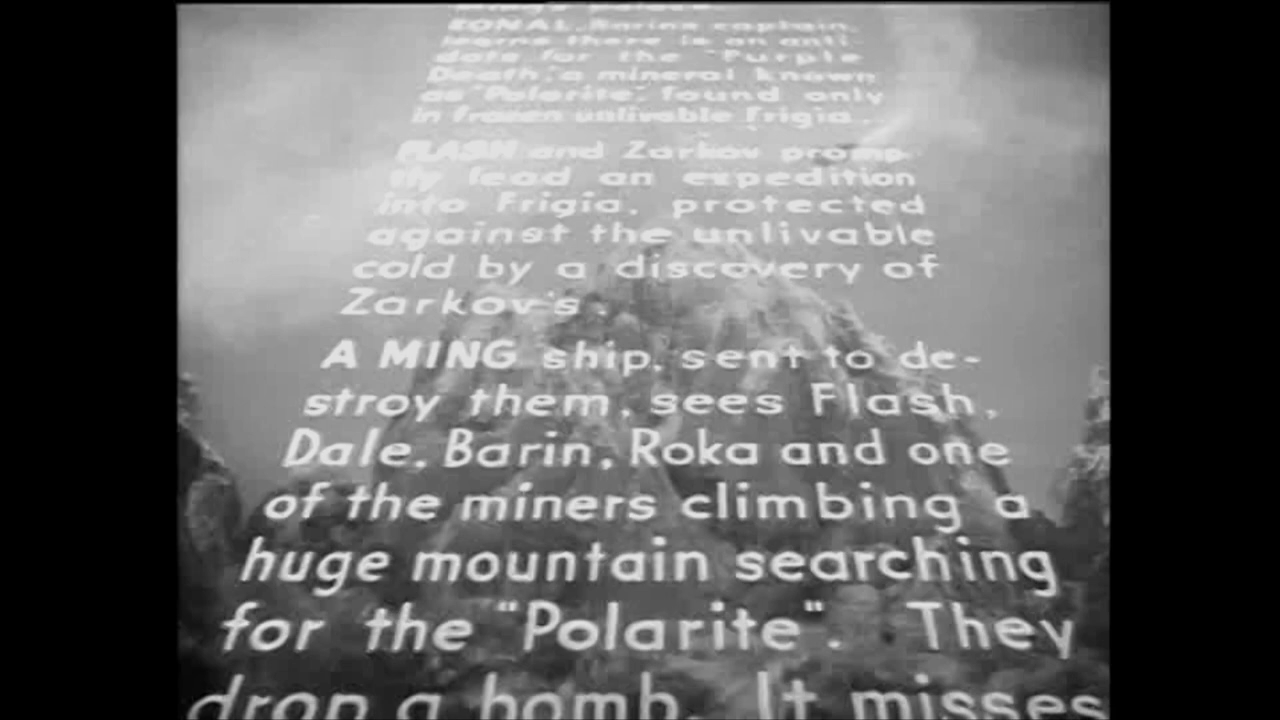 RONAL, Barin's captain,
learns there is an anti-
dote for the "Purple
Death," a mineral known
as "Polarite," found only
in frozen unlivable Frigia.
FLASH and Zarkov promp-
tly lead an expedition
into Frigia, protected
against the unlivable
cold by a discovery of
Zarkov's.
A MING ship, sent to de-
stroy them, sees Flash,
Dale, Barin, Roka and one
of the miners climbing a
huge mountain searching
for the "Polarite". They
drop a bomb. It misses